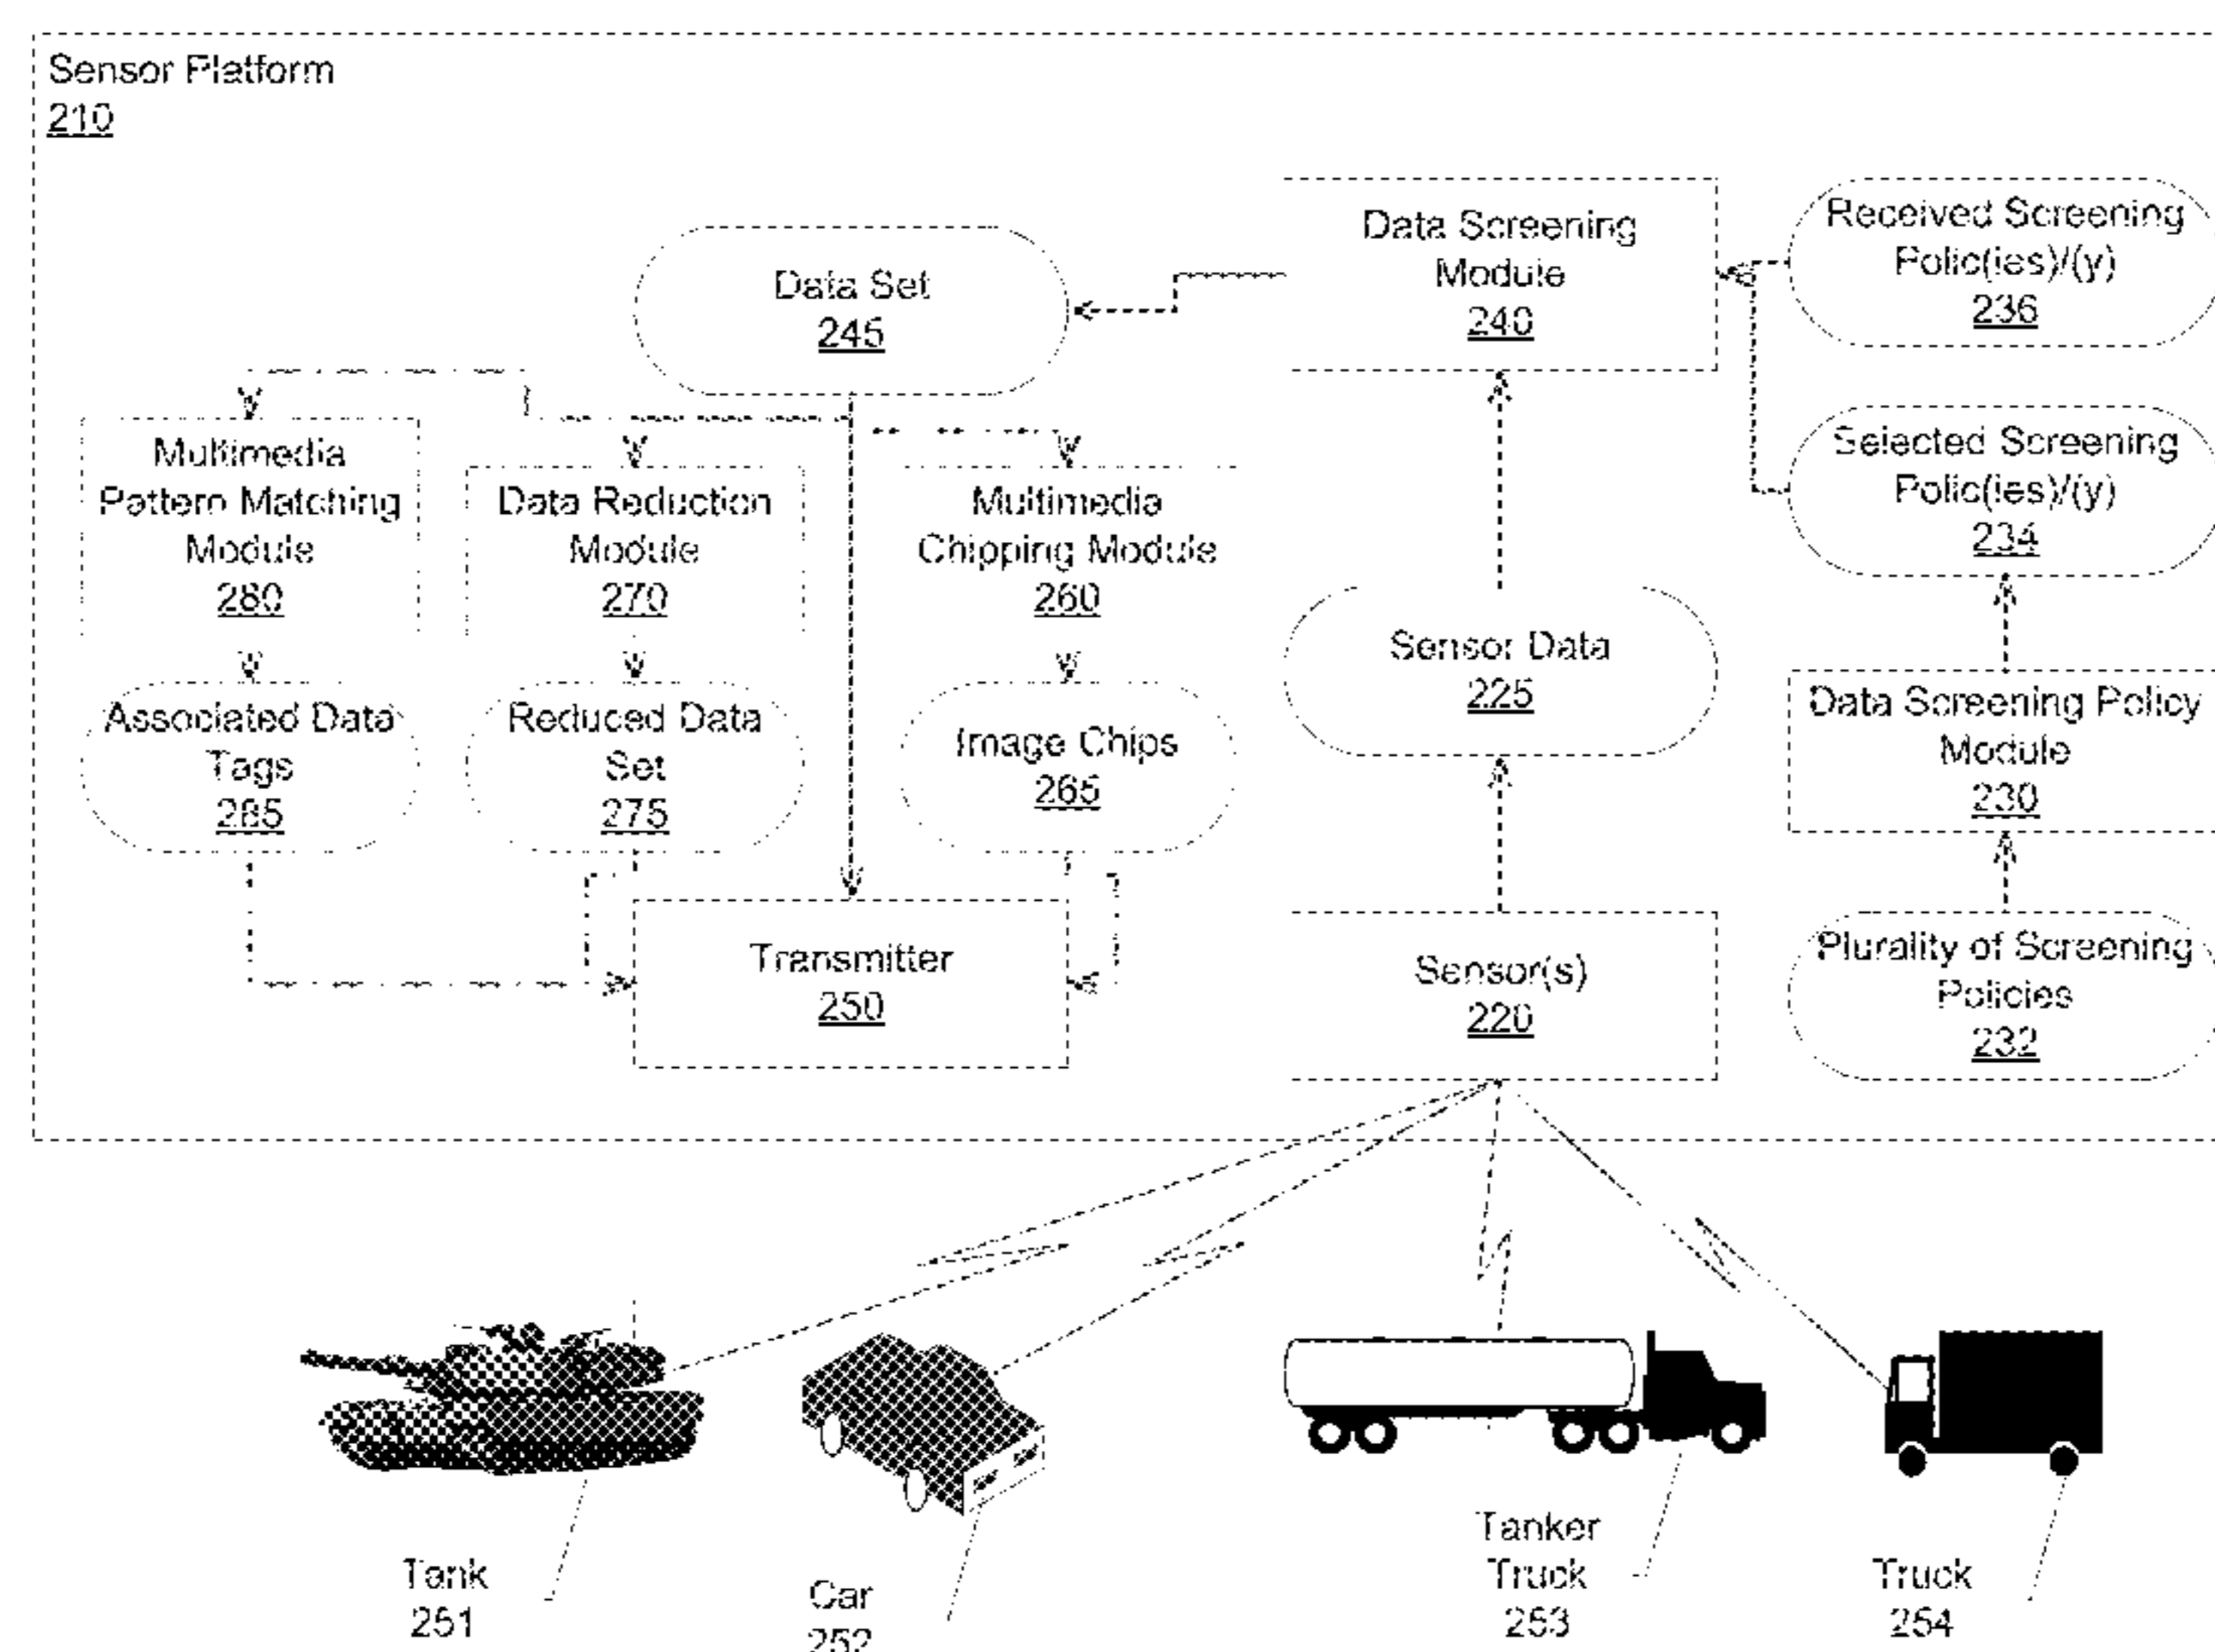 Sensor Platform
210
Data Screening
Module
240
Received Screening
Polic(ies)/(y)
236
Data Set
245
Selected Screening
Polic(ies)/(y)
234
Multimedia
Pattern Matching
Module
280
Data Reduction
Module
270
Multimedia
Chipping Module
260
Sensor Data
225
Data Screening Policy
Module
230
Associated Data
Tags
285
Reduced Data
Set
275
Image Chips
265
Transmitter
250
Sensor(s)
220
Plurality of Screening
Policies
232
Tank
251
Car
252
Tanker
Truck
253
Truck
254